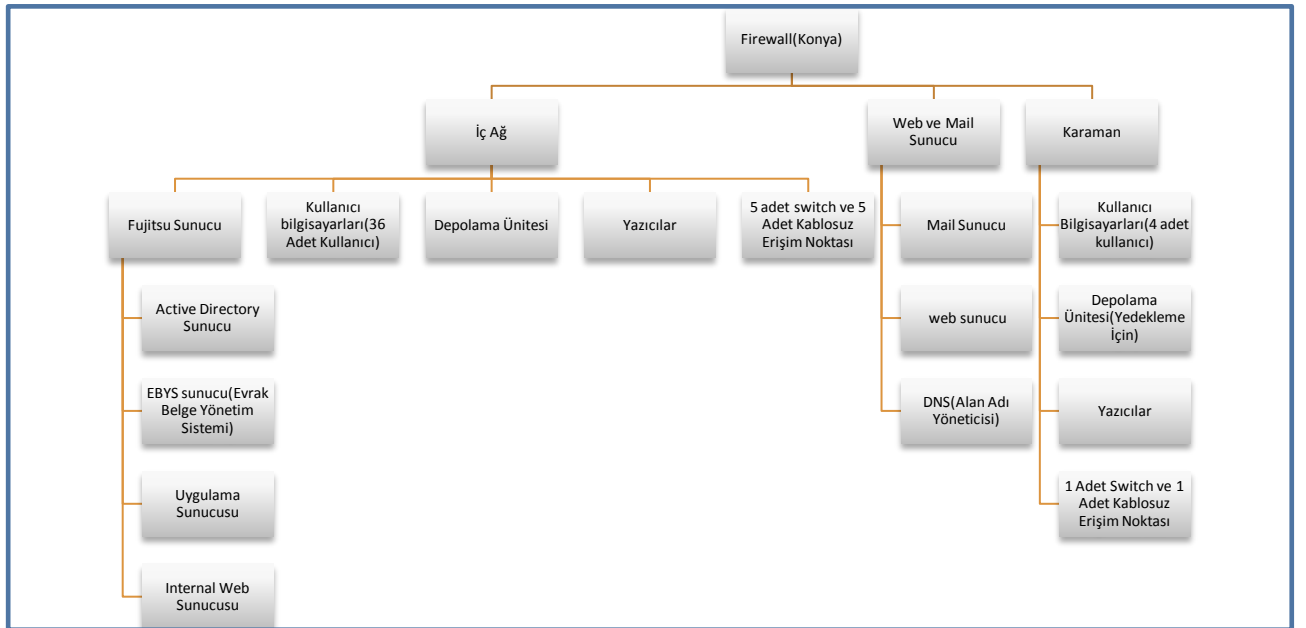 Firewall(Konya)
İç Ağ
Web ve Mail
Sunucu
Karaman
Fujitsu Sunucu
Kullanıcı
bilgisayarları(36
Adet Kullanıcı)
Depolama Ünitesi
Yazıcılar
5 adet switch ve 5
Adet Kablosuz
Erişim Noktası
Active Directory
Sunucu
EBYS sunucu(Evrak
Belge Yönetim
Sistemi)
Uygulama
Sunucusu
Internal Web
Sunucusu
Mail Sunucu
web sunucu
DNS(Alan Adı
Yöneticisi)
Kullanıcı
Bilgisayarları(4 adet
kullanıcı)
Depolama
Ünitesi(Yedekleme
İçin)
Yazıcılar
1 Adet Switch ve 1
Adet Kablosuz
Erişim Noktası